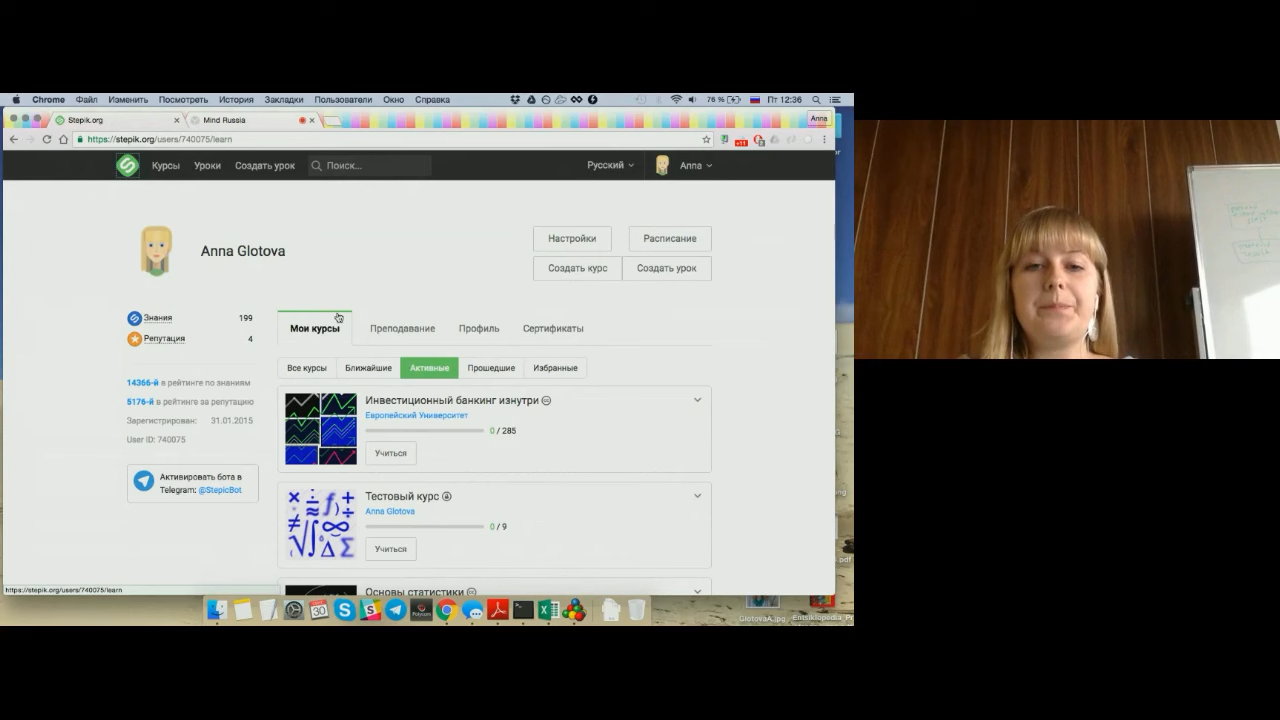 Chrome Файл Изменить Посмотреть История Закладки Пользователи Окно Справка 76 % Пт 12:36
Stepik.org Mind Russia Anna
https://stepik.org/users/740075/learn
Курсы Уроки Создать урок Поиск... Русский Anna
Anna Glotova
Настройки Расписание
Создать курс Создать урок
Знания 199
Репутация 4
14366-й в рейтинге по знаниям
5176-й в рейтинге за репутацию
Зарегистрирован: 31.01.2015
User ID: 740075
Активировать бота в
Telegram: @StepicBot
Мои курсы Преподавание Профиль Сертификаты
Все курсы Ближайшие Активные Прошедшие Избранные
Инвестиционный банкинг изнутри
Европейский Университет
0 / 285
Учиться
Тестовый курс
Anna Glotova
0 / 9
Учиться
Основы статистики
https://stepik.org/users/740075/learn
GlotovaA.jpg Entsiklopedia_Pr